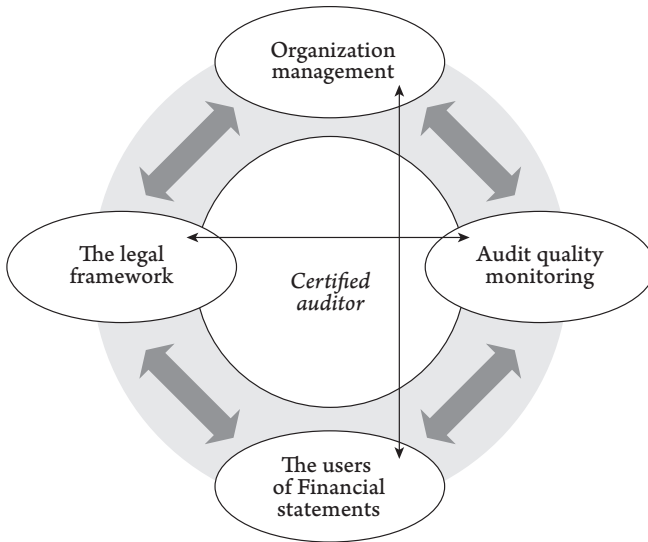 Organization
management
The legal
framework
Audit quality
monitoring
Certified
auditor
The users
of Financial
statements